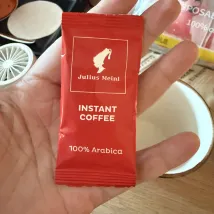 Julius Meinl
INSTANT
COFFEE
100% Arabica